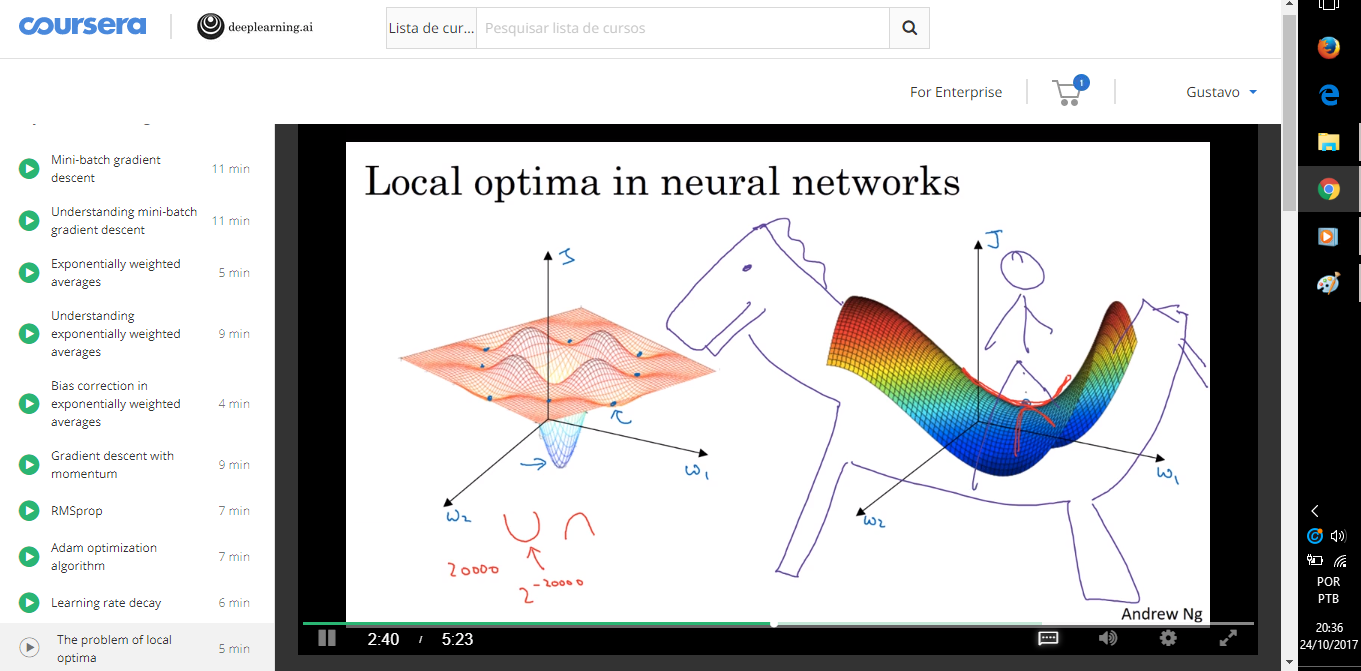 coursera
deeplearning.ai
Lista de cur...
Pesquisar lista de cursos
For Enterprise
1
Gustavo
Mini-batch gradient
descent
11 min
Understanding mini-batch
gradient descent
11 min
Exponentially weighted
averages
5 min
Understanding
exponentially weighted
averages
9 min
Bias correction in
exponentially weighted
averages
4 min
Gradient descent with
momentum
9 min
RMSprop
7 min
Adam optimization
algorithm
7 min
Learning rate decay
6 min
The problem of local
optima
5 min
Local optima in neural networks
J
J
w1
w2
w1
w2
20000
2^-20000
Andrew Ng
2:40 / 5:23
POR
PTB
20:36
24/10/2017